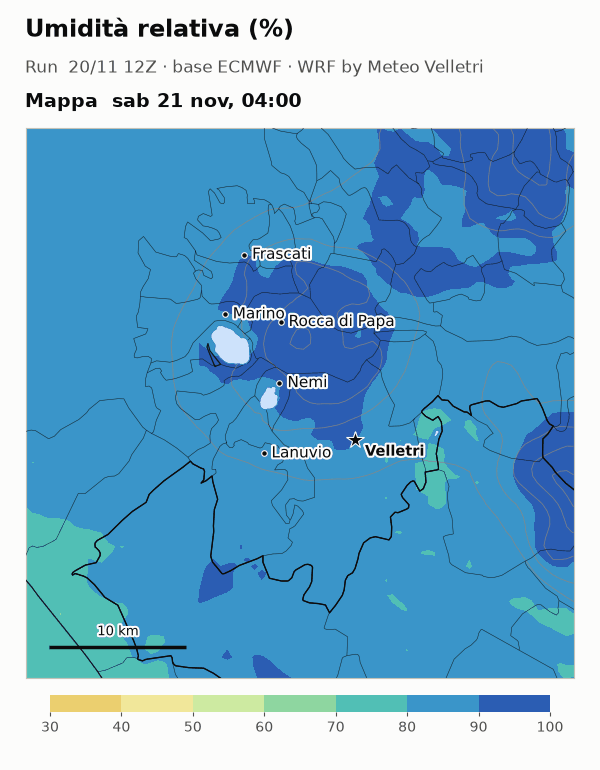 Umidità relativa (%)
Run  20/11 12Z · base ECMWF · WRF by Meteo Velletri
Mappa  sab 21 nov, 04:00
Frascati
Marino
Rocca di Papa
Nemi
Velletri
Lanuvio
10 km
30 40 50 60 70 80 90 100